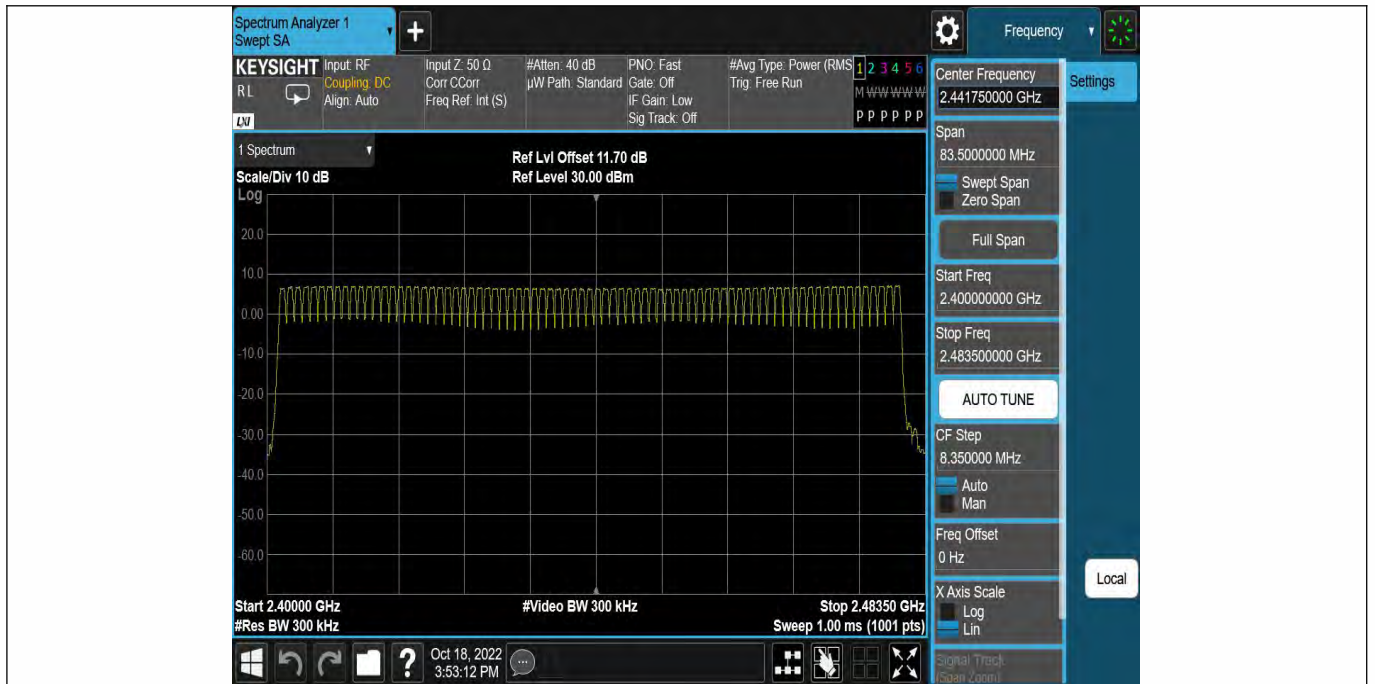 Spectrum Analyzer 1
Swept SA
+
Frequency
KEYSIGHT
RL
LXI
Input: RF
Coupling: DC
Align: Auto
Input Z: 50 Ω
Corr CCorr
Freq Ref: Int (S)
#Atten: 40 dB
µW Path: Standard
PNO: Fast
Gate: Off
IF Gain: Low
Sig Track: Off
#Avg Type: Power (RMS
Trig: Free Run
1 2 3 4 5 6
M W W W W W
P P P P P P
1 Spectrum
Scale/Div 10 dB
Ref Lvl Offset 11.70 dB
Ref Level 30.00 dBm
Log
20.0
10.0
0.00
-10.0
-20.0
-30.0
-40.0
-50.0
-60.0
Start 2.40000 GHz
#Res BW 300 kHz
#Video BW 300 kHz
Stop 2.48350 GHz
Sweep 1.00 ms (1001 pts)
Center Frequency
2.441750000 GHz
Settings
Span
83.5000000 MHz
Swept Span
Zero Span
Full Span
Start Freq
2.400000000 GHz
Stop Freq
2.483500000 GHz
AUTO TUNE
CF Step
8.350000 MHz
Auto
Man
Freq Offset
0 Hz
X Axis Scale
Log
Lin
Signal Track
(Span Zoom)
Local
?
Oct 18, 2022
3:53:12 PM